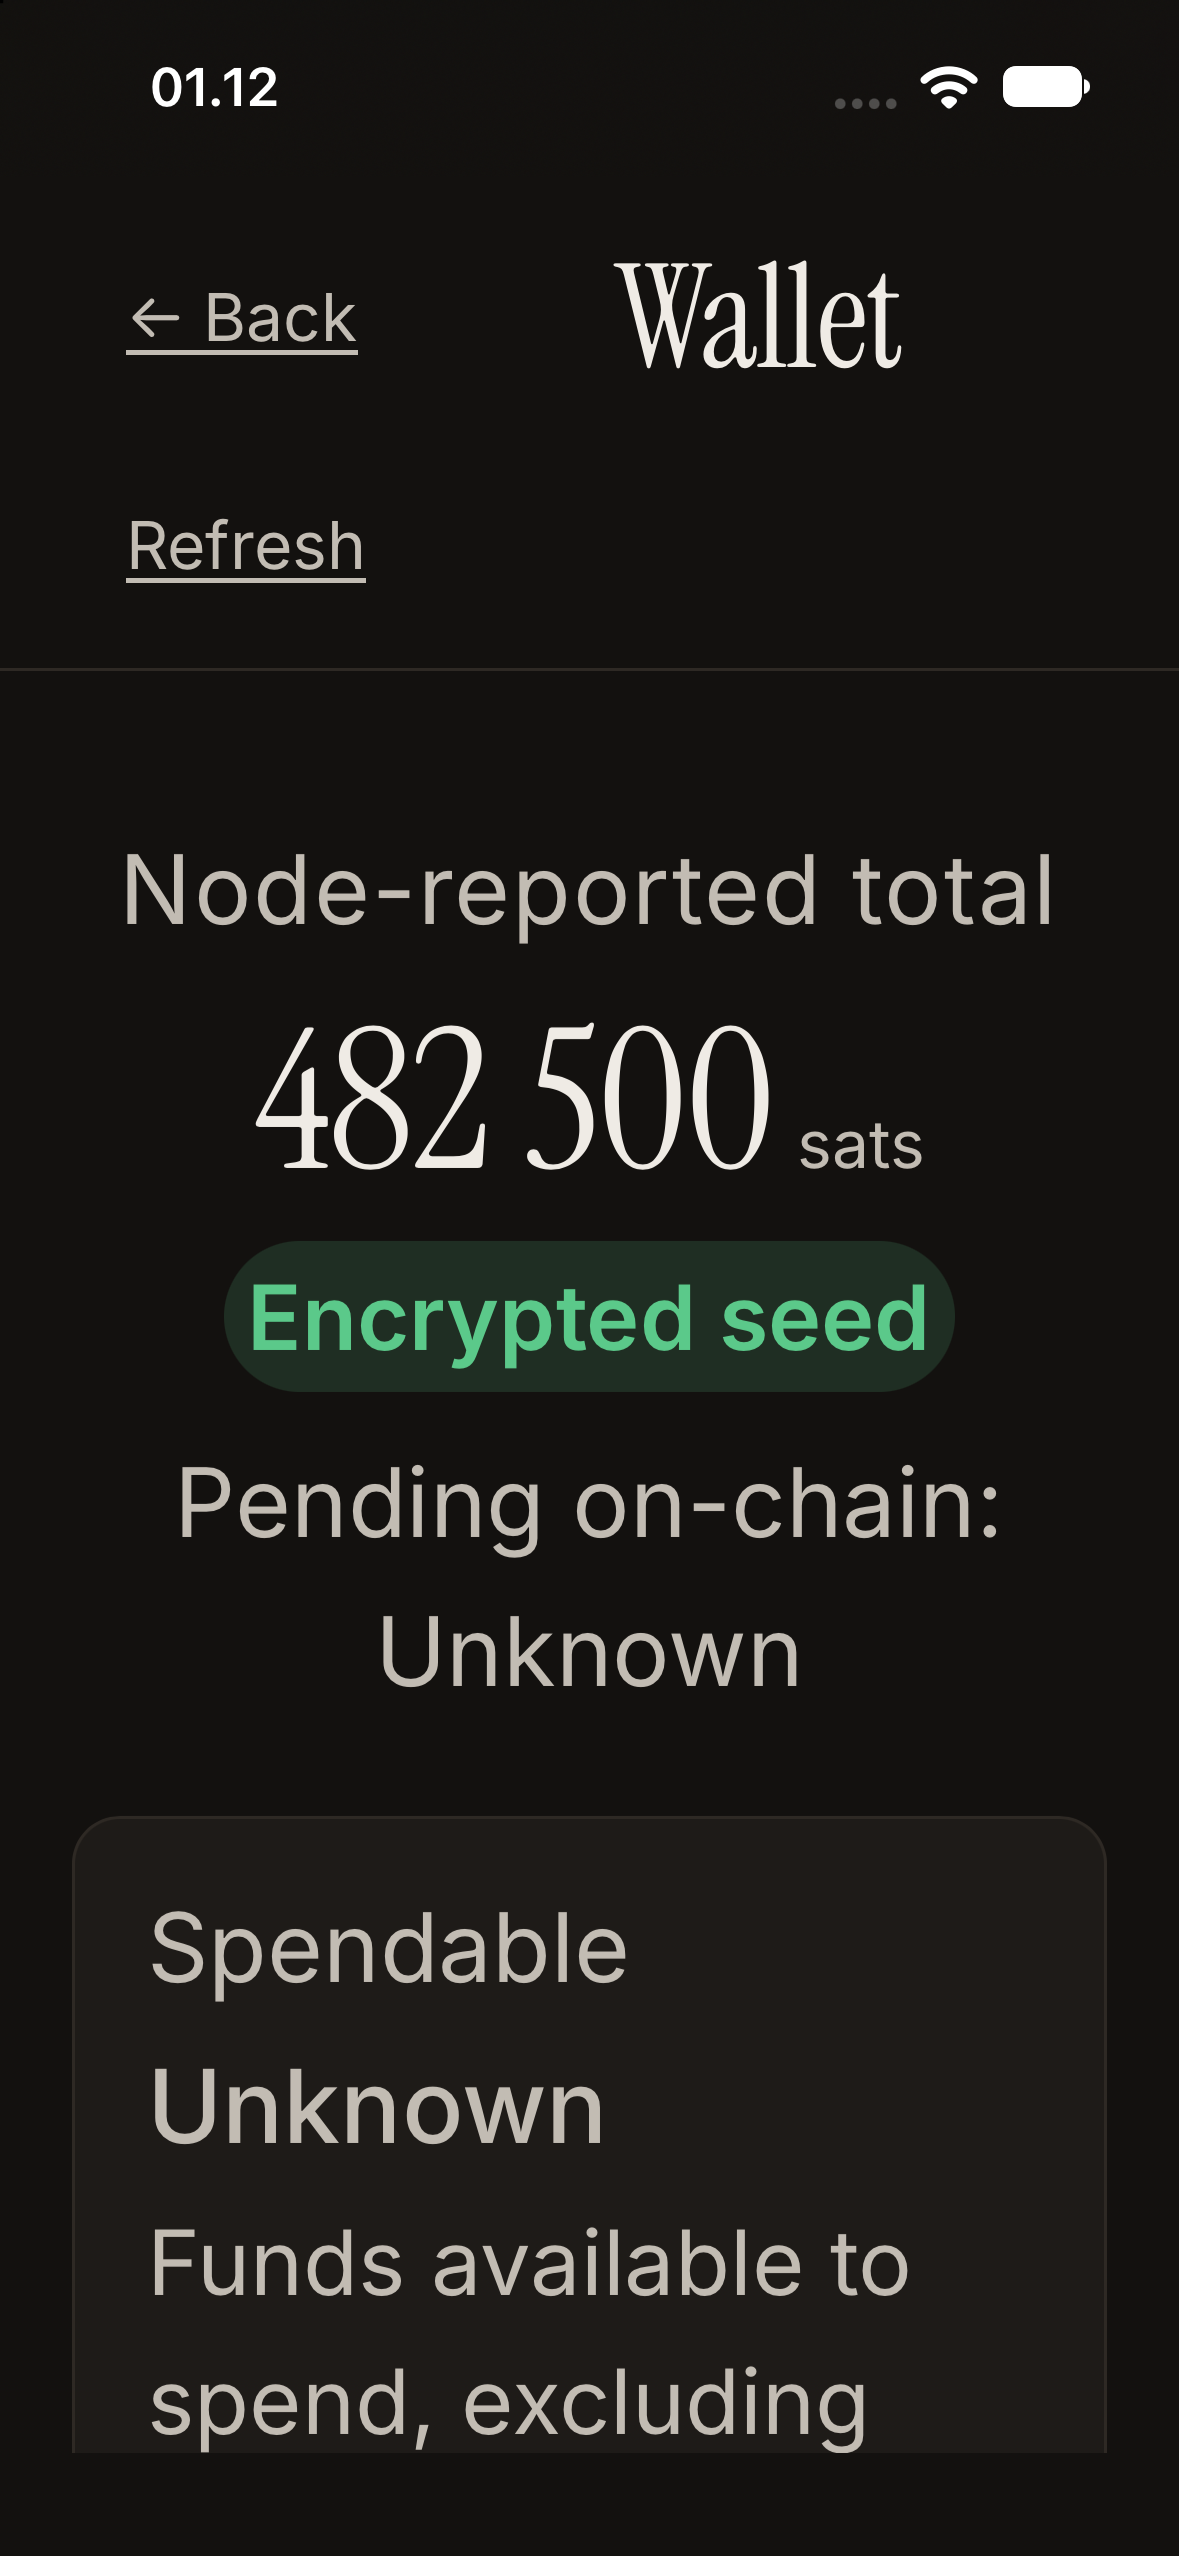 01.12
← Back
Wallet
Refresh
Node-reported total
482 500 sats
Encrypted seed
Pending on-chain:
Unknown
Spendable
Unknown
Funds available to
spend, excluding